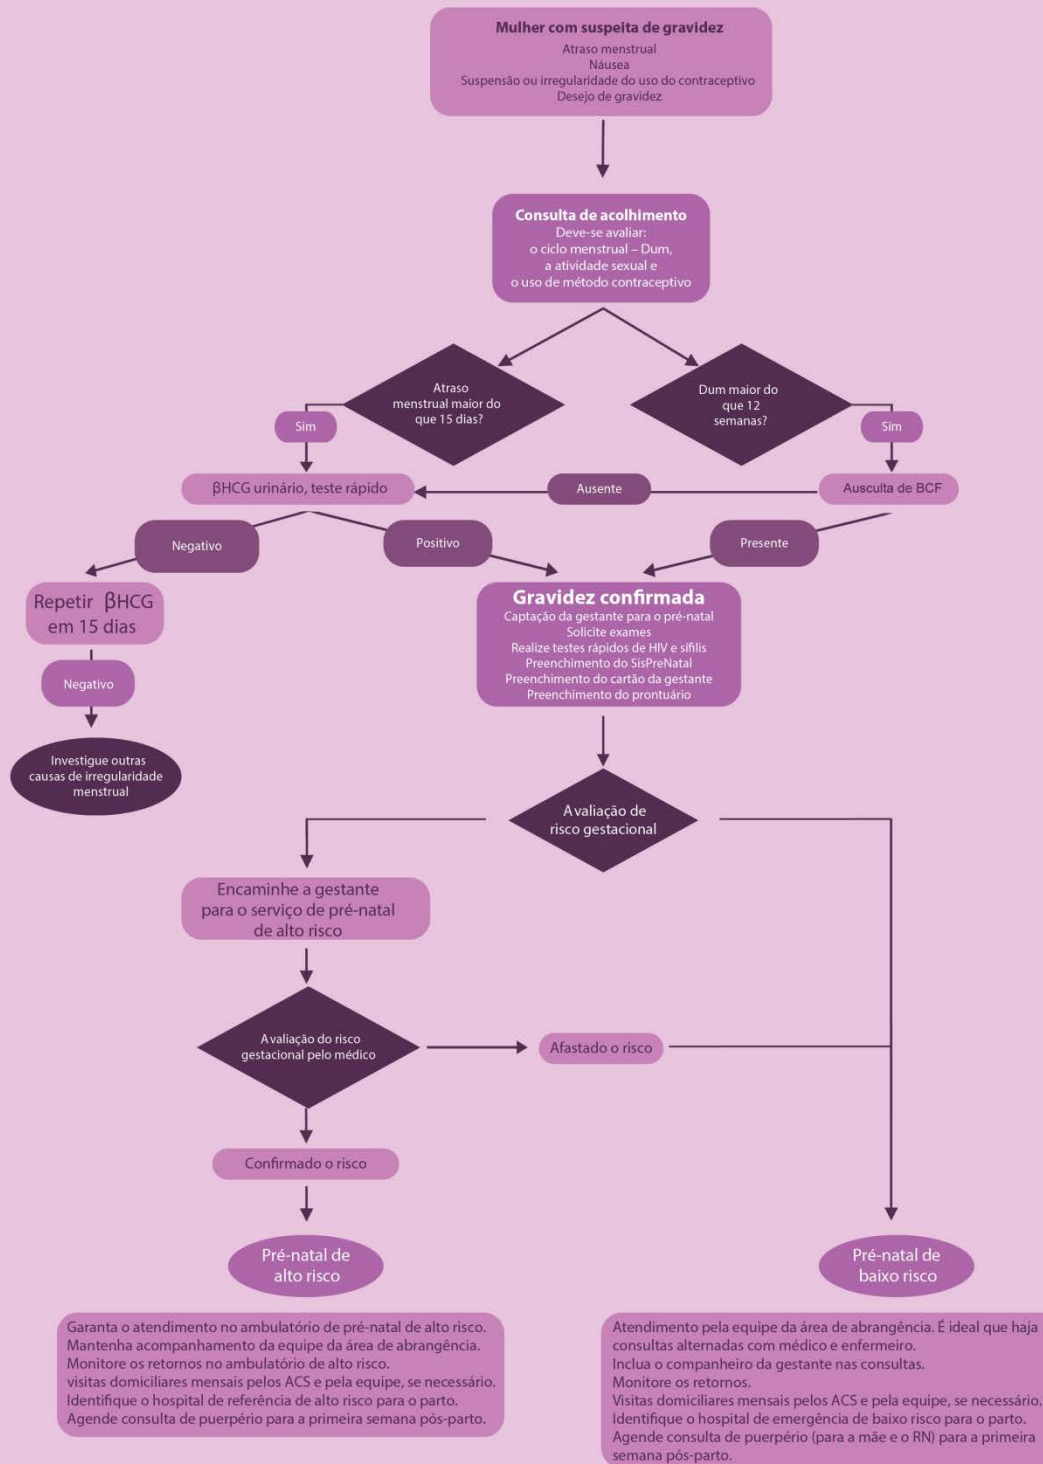 Mulher com suspeita de gravidez
Atraso menstrual
Náusea
Suspensão ou irregularidade do uso do contraceptivo
Desejo de gravidez
Consulta de acolhimento
Deve-se avaliar:
o ciclo menstrual – Dum,
a atividade sexual e
o uso de método contraceptivo
Atraso
menstrual maior do
que 15 dias?
Dum maior do
que 12
semanas?
Sim
Sim
βHCG urinário, teste rápido
Ausente
Ausculta de BCF
Negativo
Positivo
Presente
Repetir βHCG
em 15 dias
Negativo
Investigue outras
causas de irregularidade
menstrual
Gravidez confirmada
Captação da gestante para o pré-natal
Solicite exames
Realize testes rápidos de HIV e sífilis
Preenchimento do SisPreNatal
Preenchimento do cartão da gestante
Preenchimento do prontuário
Avaliação de
risco gestacional
Encaminhe a gestante
para o serviço de pré-natal
de alto risco
Avaliação do risco
gestacional pelo médico
Afastado o risco
Confirmado o risco
Pré-natal de
alto risco
Pré-natal de
baixo risco
Garanta o atendimento no ambulatório de pré-natal de alto risco.
Mantenha acompanhamento da equipe da área de abrangência.
Monitore os retornos no ambulatório de alto risco.
visitas domiciliares mensais pelos ACS e pela equipe, se necessário.
Identifique o hospital de referência de alto risco para o parto.
Agende consulta de puerpério para a primeira semana pós-parto.
Atendimento pela equipe da área de abrangência. É ideal que haja
consultas alternadas com médico e enfermeiro.
Inclua o companheiro da gestante nas consultas.
Monitore os retornos.
Visitas domiciliares mensais pelos ACS e pela equipe, se necessário.
Identifique o hospital de emergência de baixo risco para o parto.
Agende consulta de puerpério (para a mãe e o RN) para a primeira
semana pós-parto.